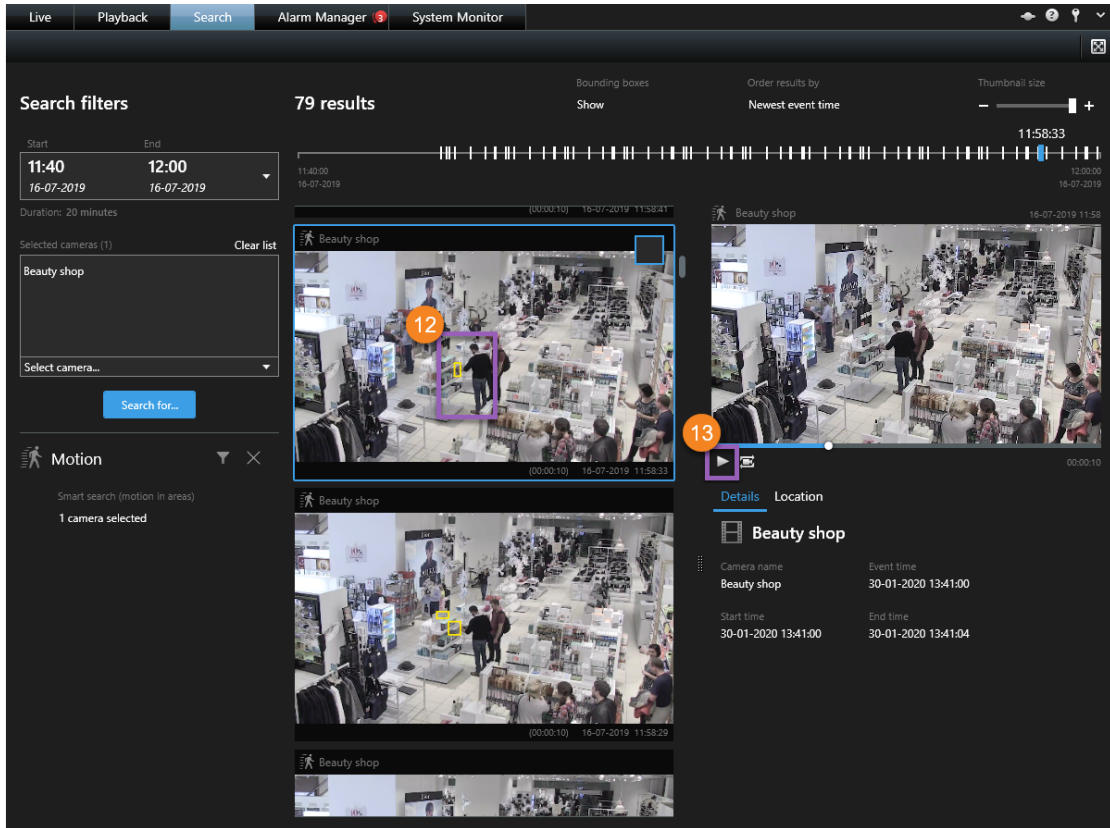 Live Playback Search Alarm Manager 3 System Monitor
Search filters
Start End
11:40 12:00
16-07-2019 16-07-2019
Duration: 20 minutes
Selected cameras (1) Clear list
Beauty shop
Select camera...
Search for...
Motion
Smart search (motion in areas)
1 camera selected
79 results
Bounding boxes
Show
Order results by
Newest event time
Thumbnail size
11:58:33
11:40:00
16-07-2019
12:00:00
16-07-2019
(00:00:10) 16-07-2019 11:58:41
Beauty shop
12
(00:00:10) 16-07-2019 11:58:33
Beauty shop
(00:00:10) 16-07-2019 11:58:29
Beauty shop
Beauty shop 16-07-2019 11:58
13
00:00:10
Details Location
Beauty shop
Camera name Event time
Beauty shop 30-01-2020 13:41:00
Start time End time
30-01-2020 13:41:00 30-01-2020 13:41:04